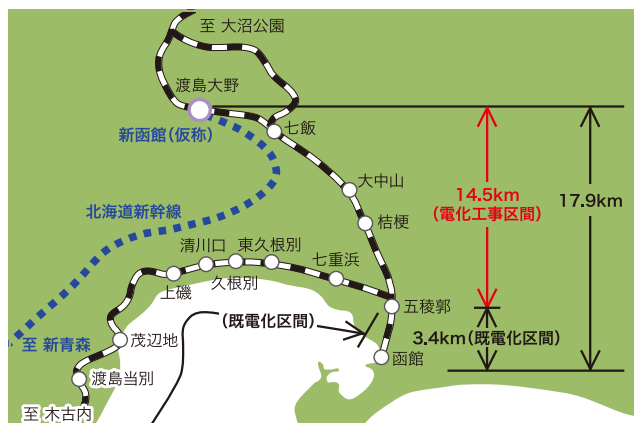 至 大沼公園
渡島大野
新函館(仮称)
七飯
大中山
14.5km
(電化工事区間)
17.9km
北海道新幹線
桔梗
清川口
東久根別
七重浜
上磯
久根別
五稜郭
(既電化区間)
3.4km(既電化区間)
至 新青森
茂辺地
函館
渡島当別
至 木古内